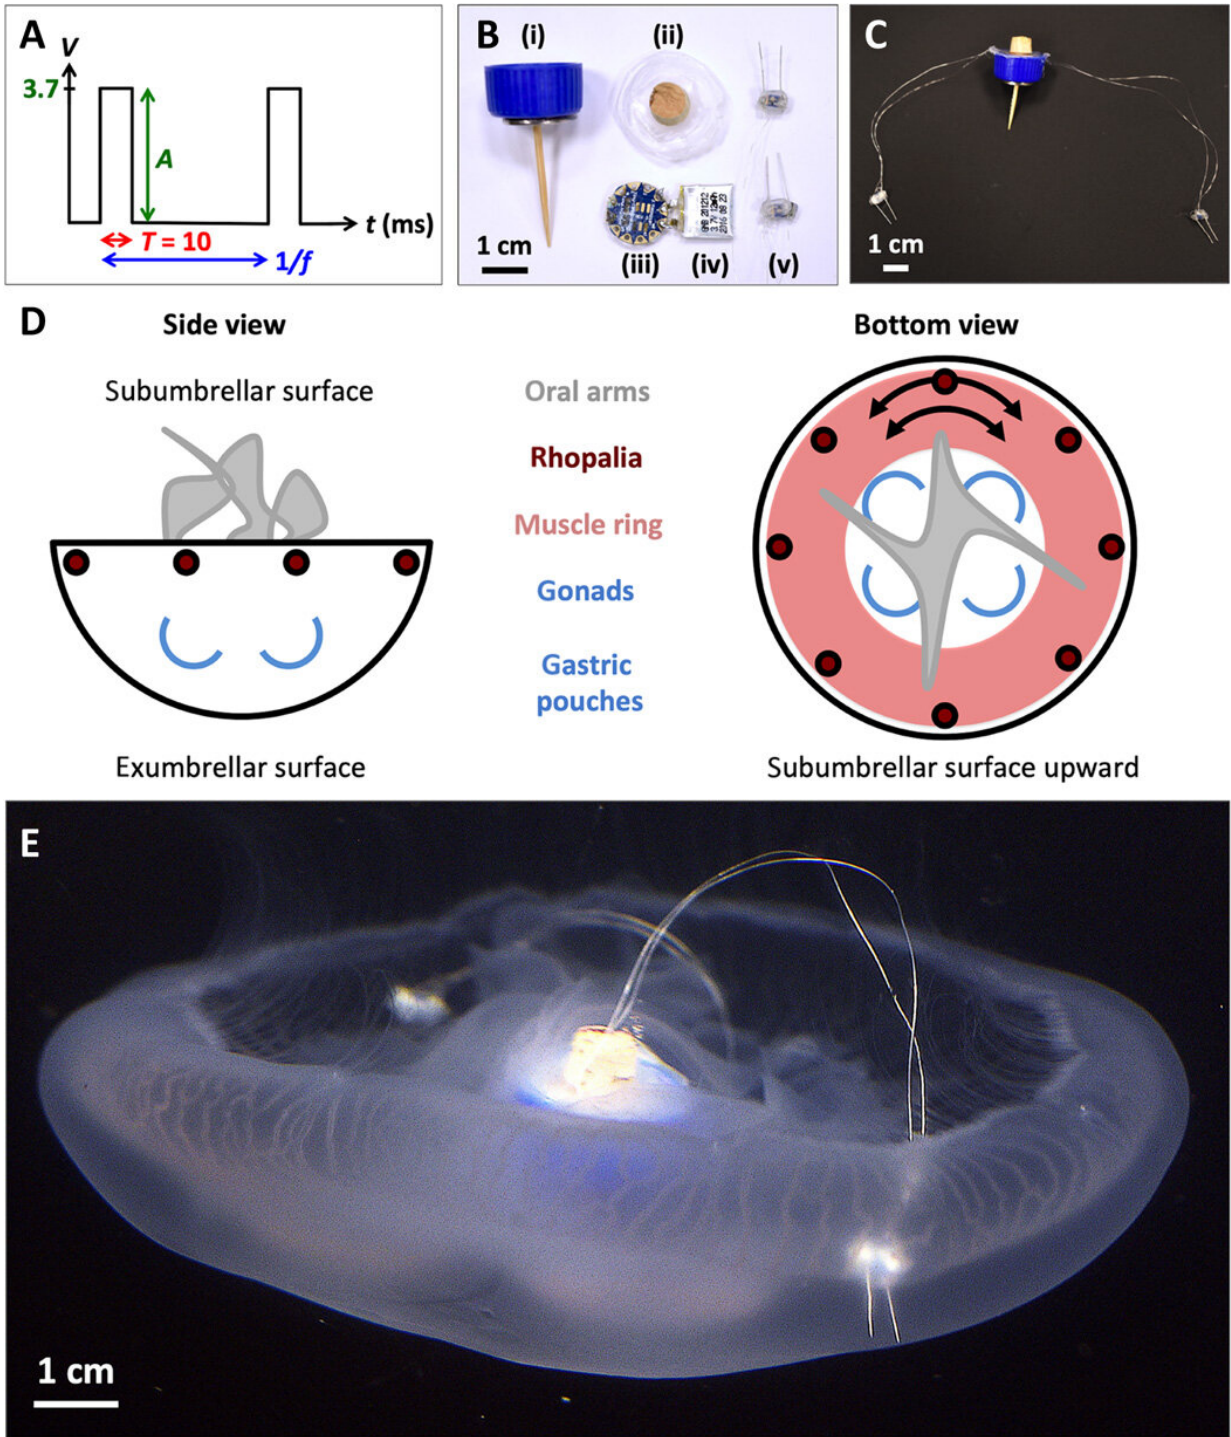 A
V
3.7
A
t (ms)
T = 10
1/f
B
(i)
(ii)
1 cm
(iii)
(iv)
(v)
C
1 cm
D
Side view
Bottom view
Subumbrellar surface
Oral arms
Rhopalia
Muscle ring
Gonads
Gastric
pouches
Exumbrellar surface
Subumbrellar surface upward
E
1 cm